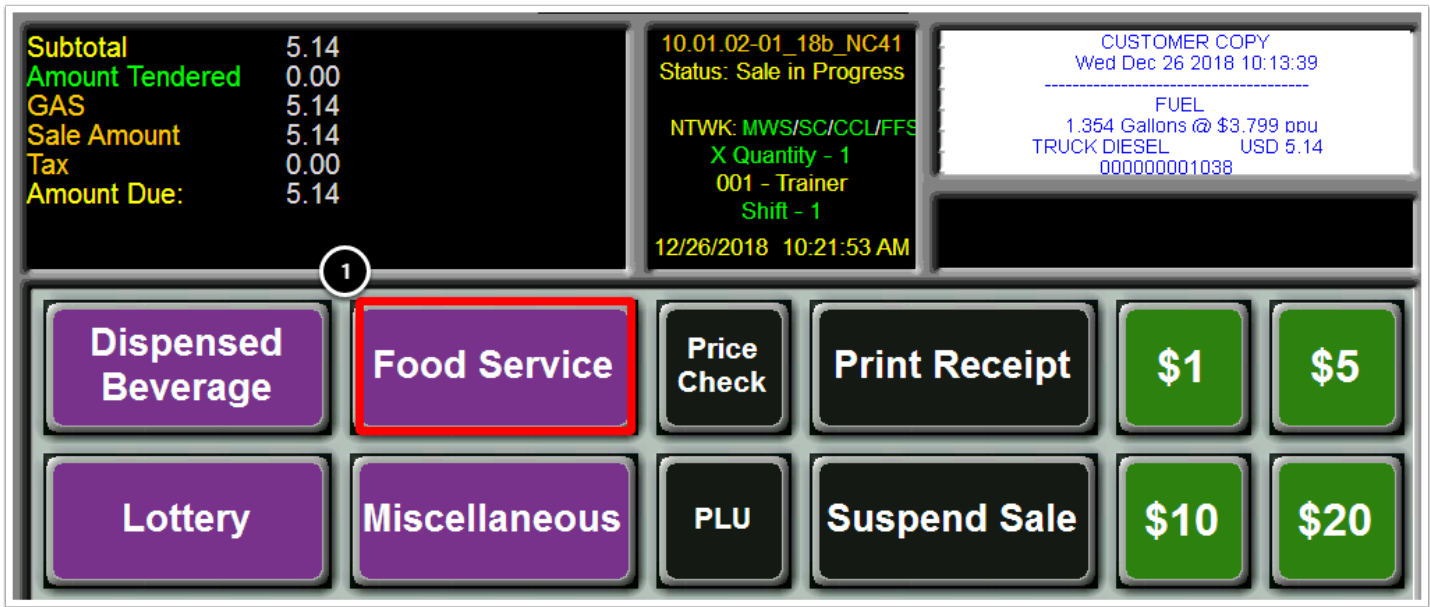 Subtotal 5.14
Amount Tendered 0.00
GAS 5.14
Sale Amount 5.14
Tax 0.00
Amount Due: 5.14
10.01.02-01_18b_NC41
Status: Sale in Progress
NTWK: MWS/SC/CCL/FFS
X Quantity - 1
001 - Trainer
Shift - 1
12/26/2018 10:21:53 AM
CUSTOMER COPY
Wed Dec 26 2018 10:13:39
--------------------------------------
FUEL
1.354 Gallons @ $3.799 ppu
TRUCK DIESEL USD 5.14
000000001038
1
Dispensed
Beverage
Food Service
Price
Check
Print Receipt
$1
$5
Lottery
Miscellaneous
PLU
Suspend Sale
$10
$20